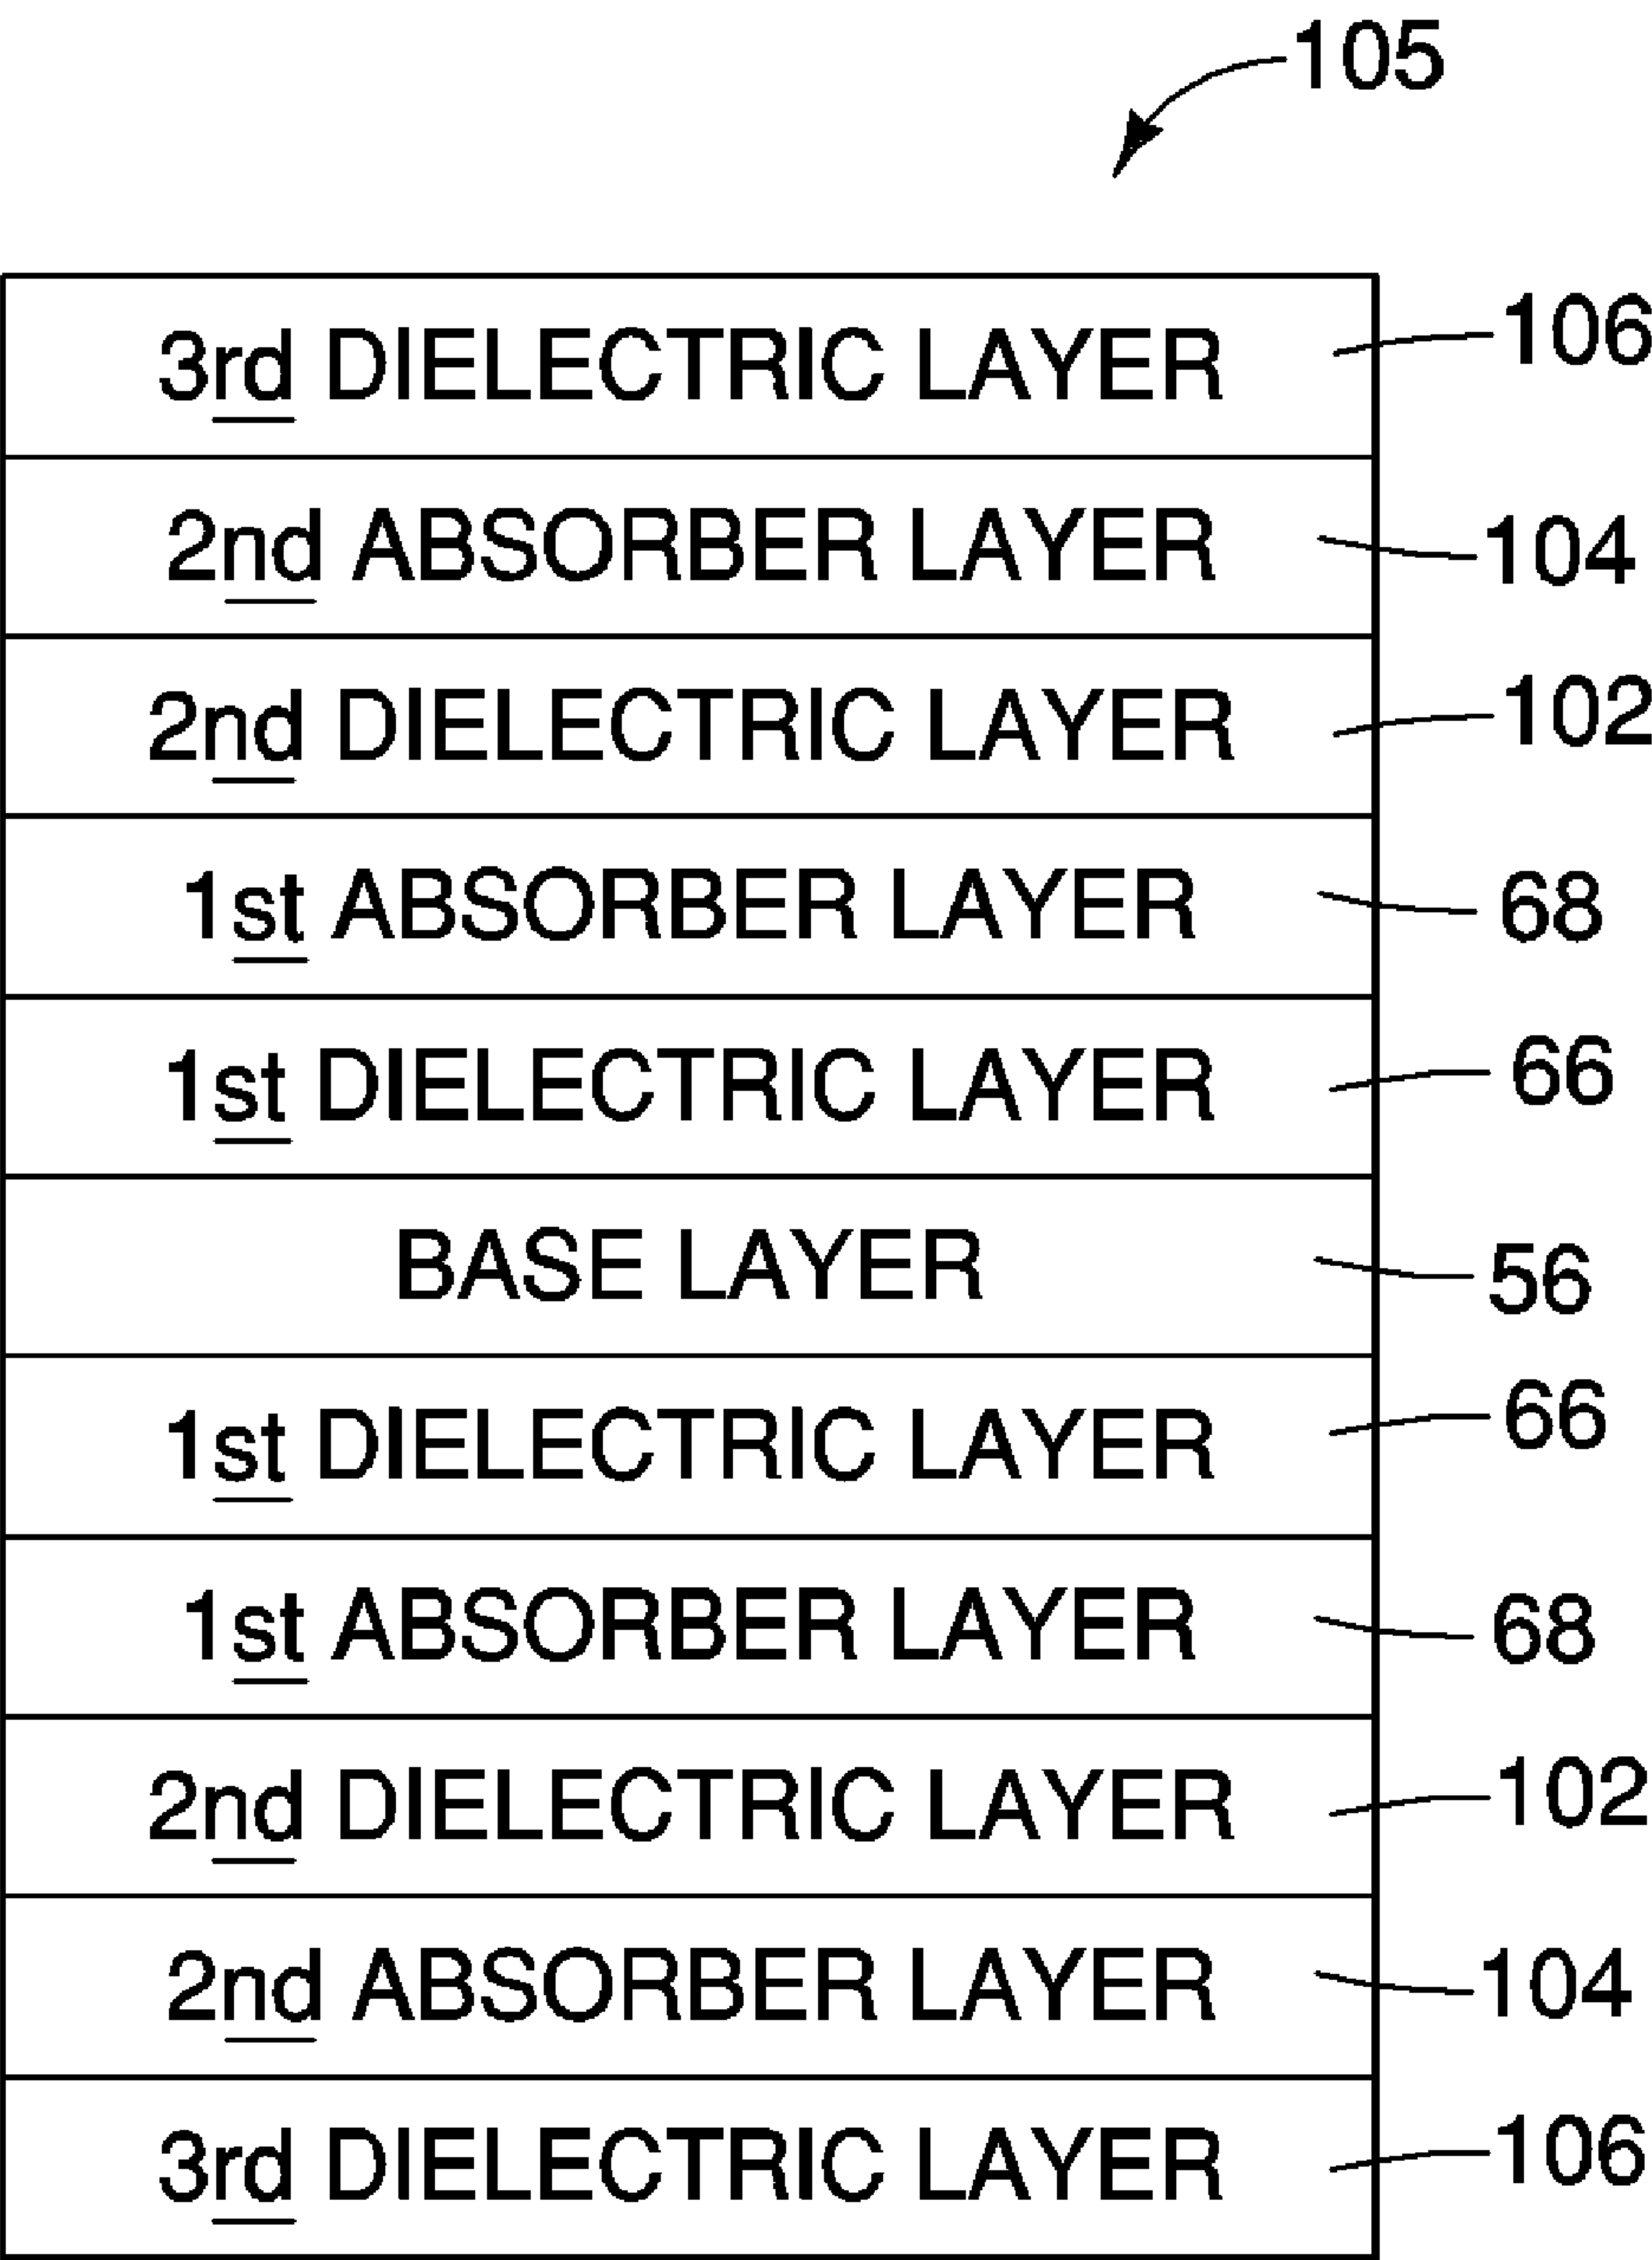 105
3rd DIELECTRIC LAYER 106
2nd ABSORBER LAYER 104
2nd DIELECTRIC LAYER 102
1st ABSORBER LAYER 68
1st DIELECTRIC LAYER 66
BASE LAYER 56
1st DIELECTRIC LAYER 66
1st ABSORBER LAYER 68
2nd DIELECTRIC LAYER 102
2nd ABSORBER LAYER 104
3rd DIELECTRIC LAYER 106